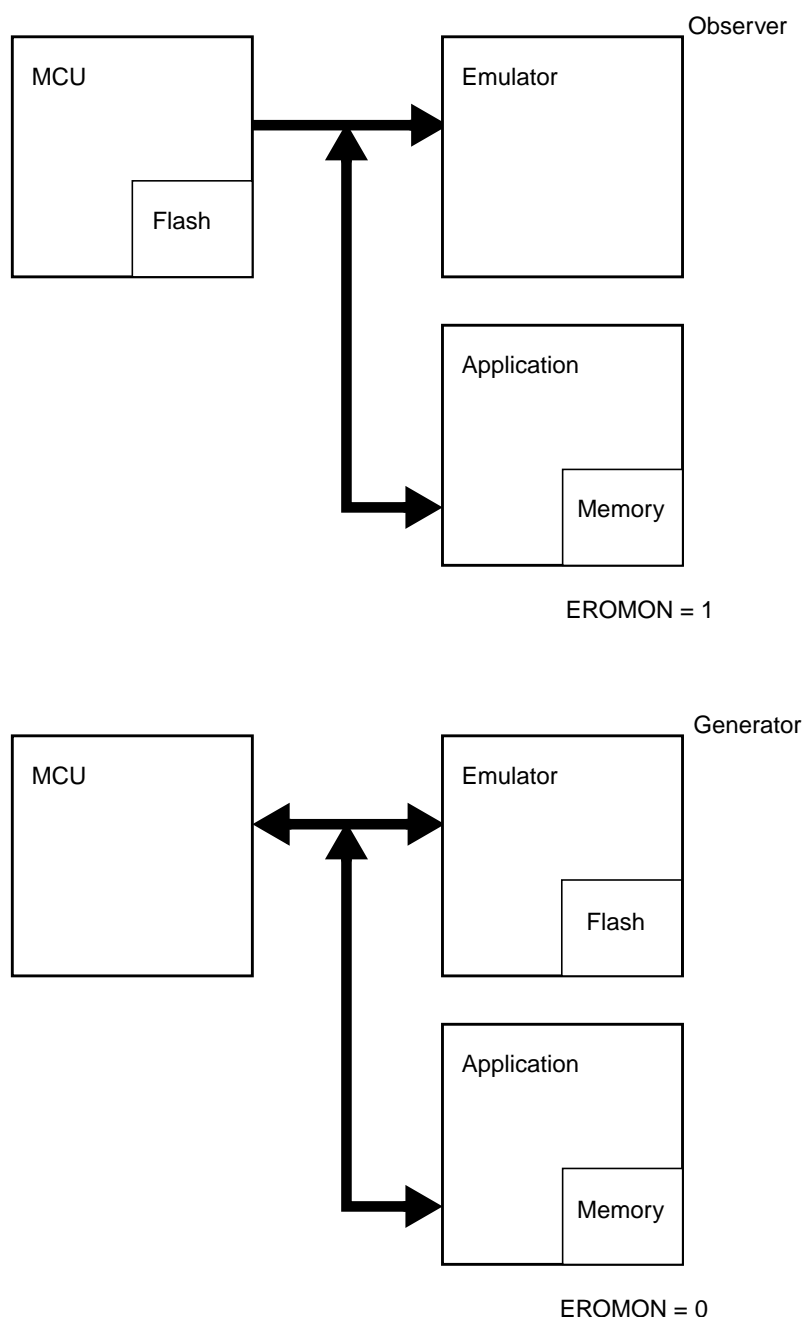 Observer
MCU
Emulator
Flash
Application
Memory
EROMON = 1
Generator
MCU
Emulator
Flash
Application
Memory
EROMON = 0